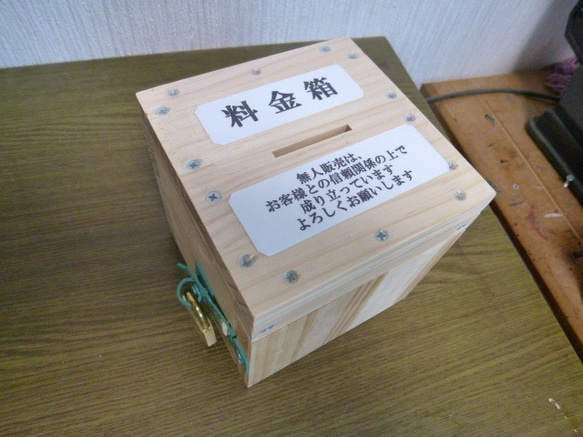 料金箱
無人販売は、
お客様との信頼関係の上で
成り立っています
よろしくお願いします